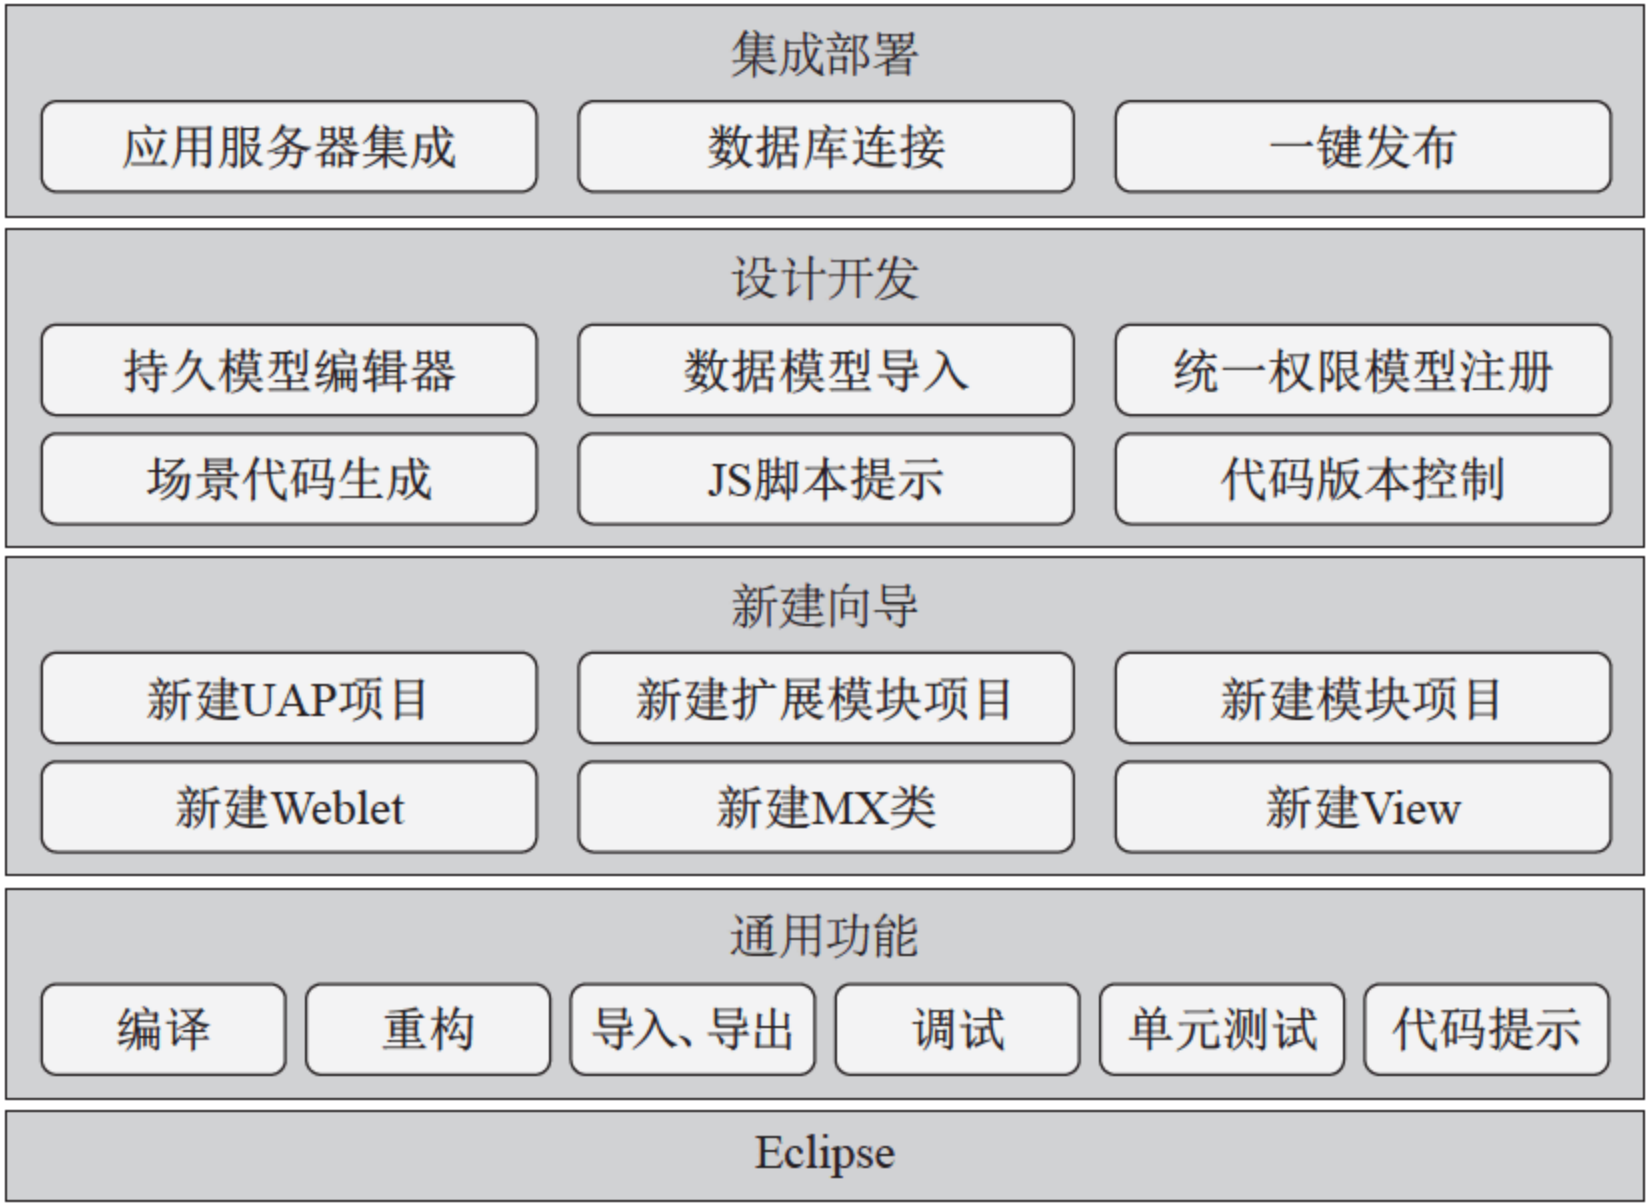 集成部署
应用服务器集成
数据库连接
一键发布
设计开发
持久模型编辑器
数据模型导入
统一权限模型注册
场景代码生成
JS脚本提示
代码版本控制
新建向导
新建UAP项目
新建扩展模块项目
新建模块项目
新建Weblet
新建MX类
新建View
通用功能
编译
重构
导入、导出
调试
单元测试
代码提示
Eclipse